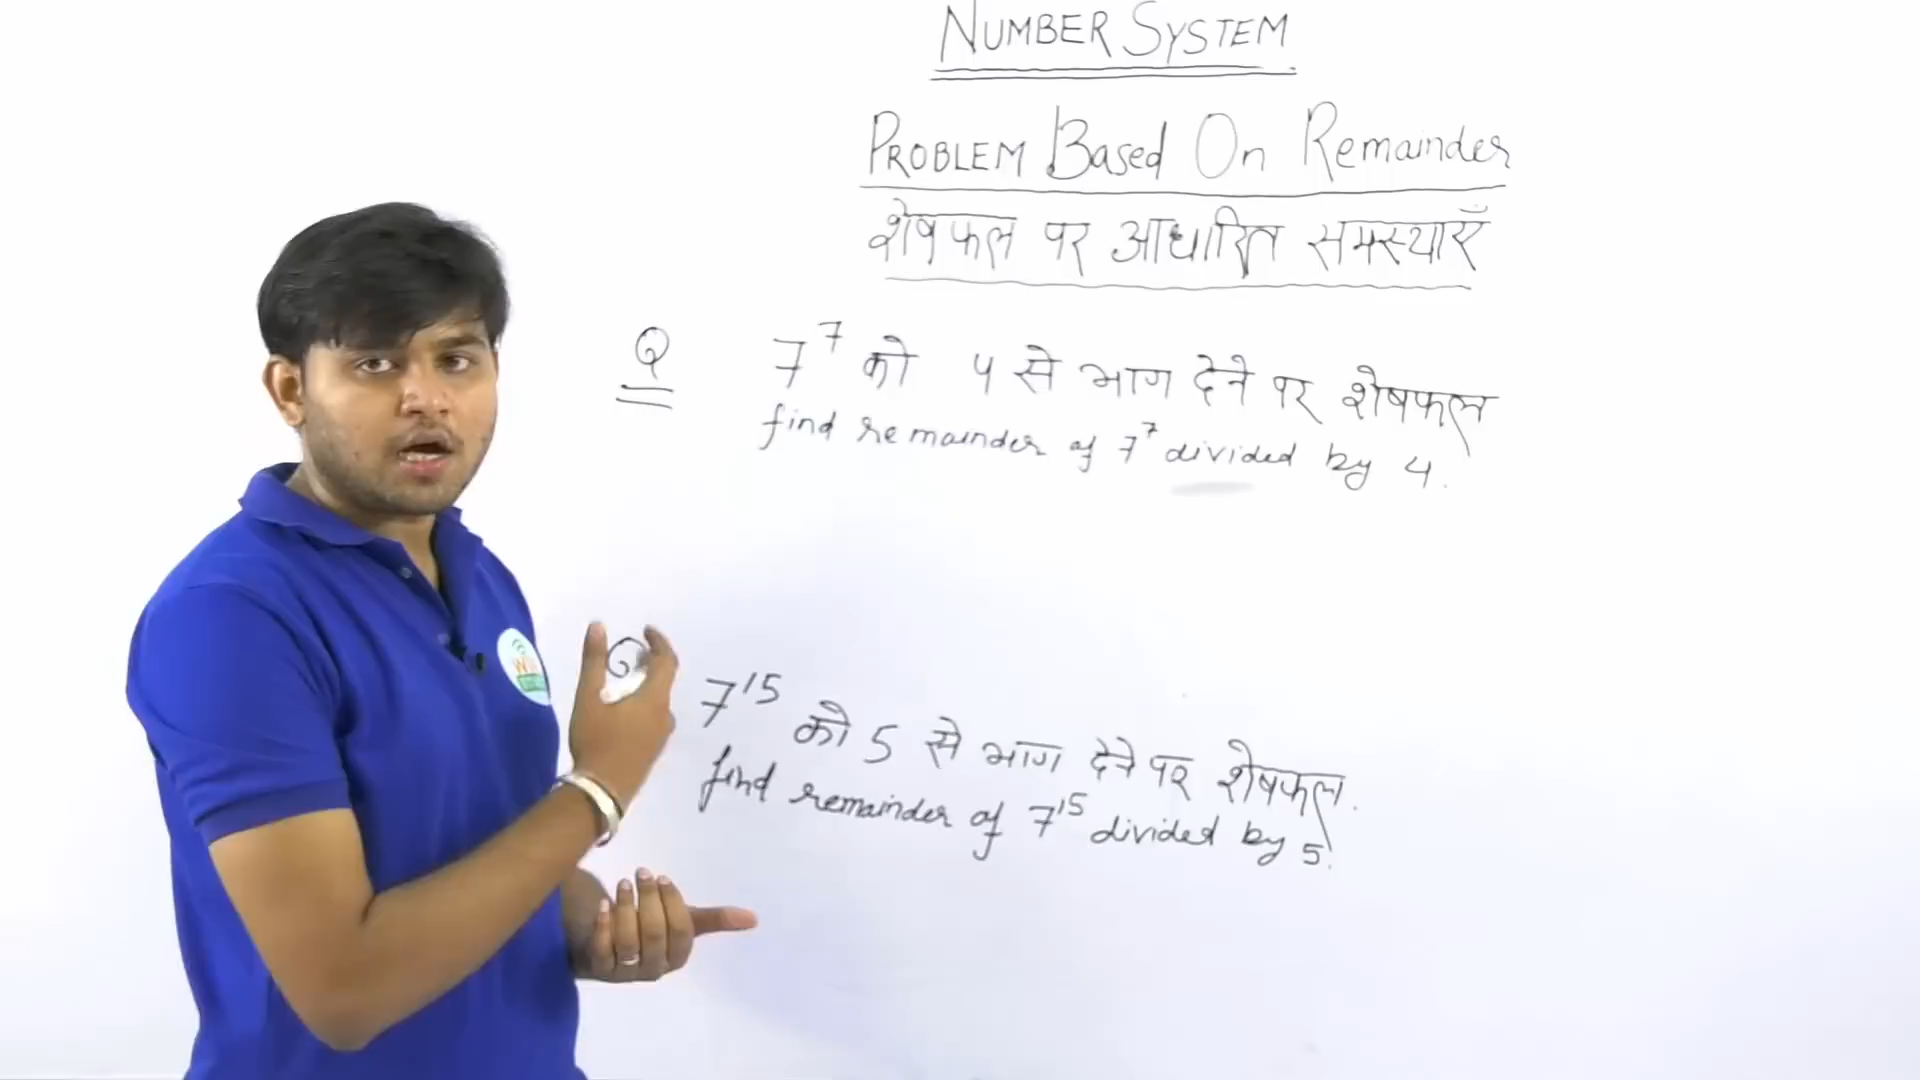 NUMBER SYSTEM
PROBLEM Based On Remainder
शेषफल पर आधारित समस्याएँ
Q 7⁷ को 4 से भाग देने पर शेषफल
find remainder of 7⁷ divided by 4.
Q 7¹⁵ को 5 से भाग देने पर शेषफल.
find remainder of 7¹⁵ divided by 5.